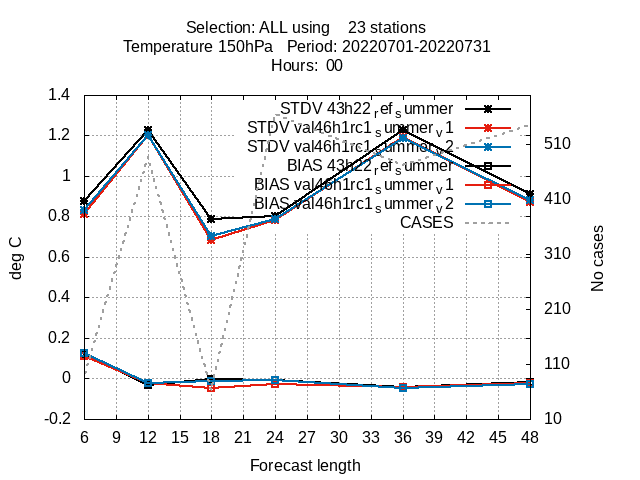 Selection: ALL using    23 stations
Temperature 150hPa   Period: 20220701-20220731
Hours: 00
STDV 43h22_ref_summer
STDV val46h1rc1_summer_v1
STDV val46h1rc1_summer_v2
BIAS 43h22_ref_summer
BIAS val46h1rc1_summer_v1
BIAS val46h1rc1_summer_v2
CASES
1.4
1.2
1
0.8
0.6
0.4
0.2
0
-0.2
deg C
510
410
310
210
110
10
No cases
6 9 12 15 18 21 24 27 30 33 36 39 42 45 48
Forecast length